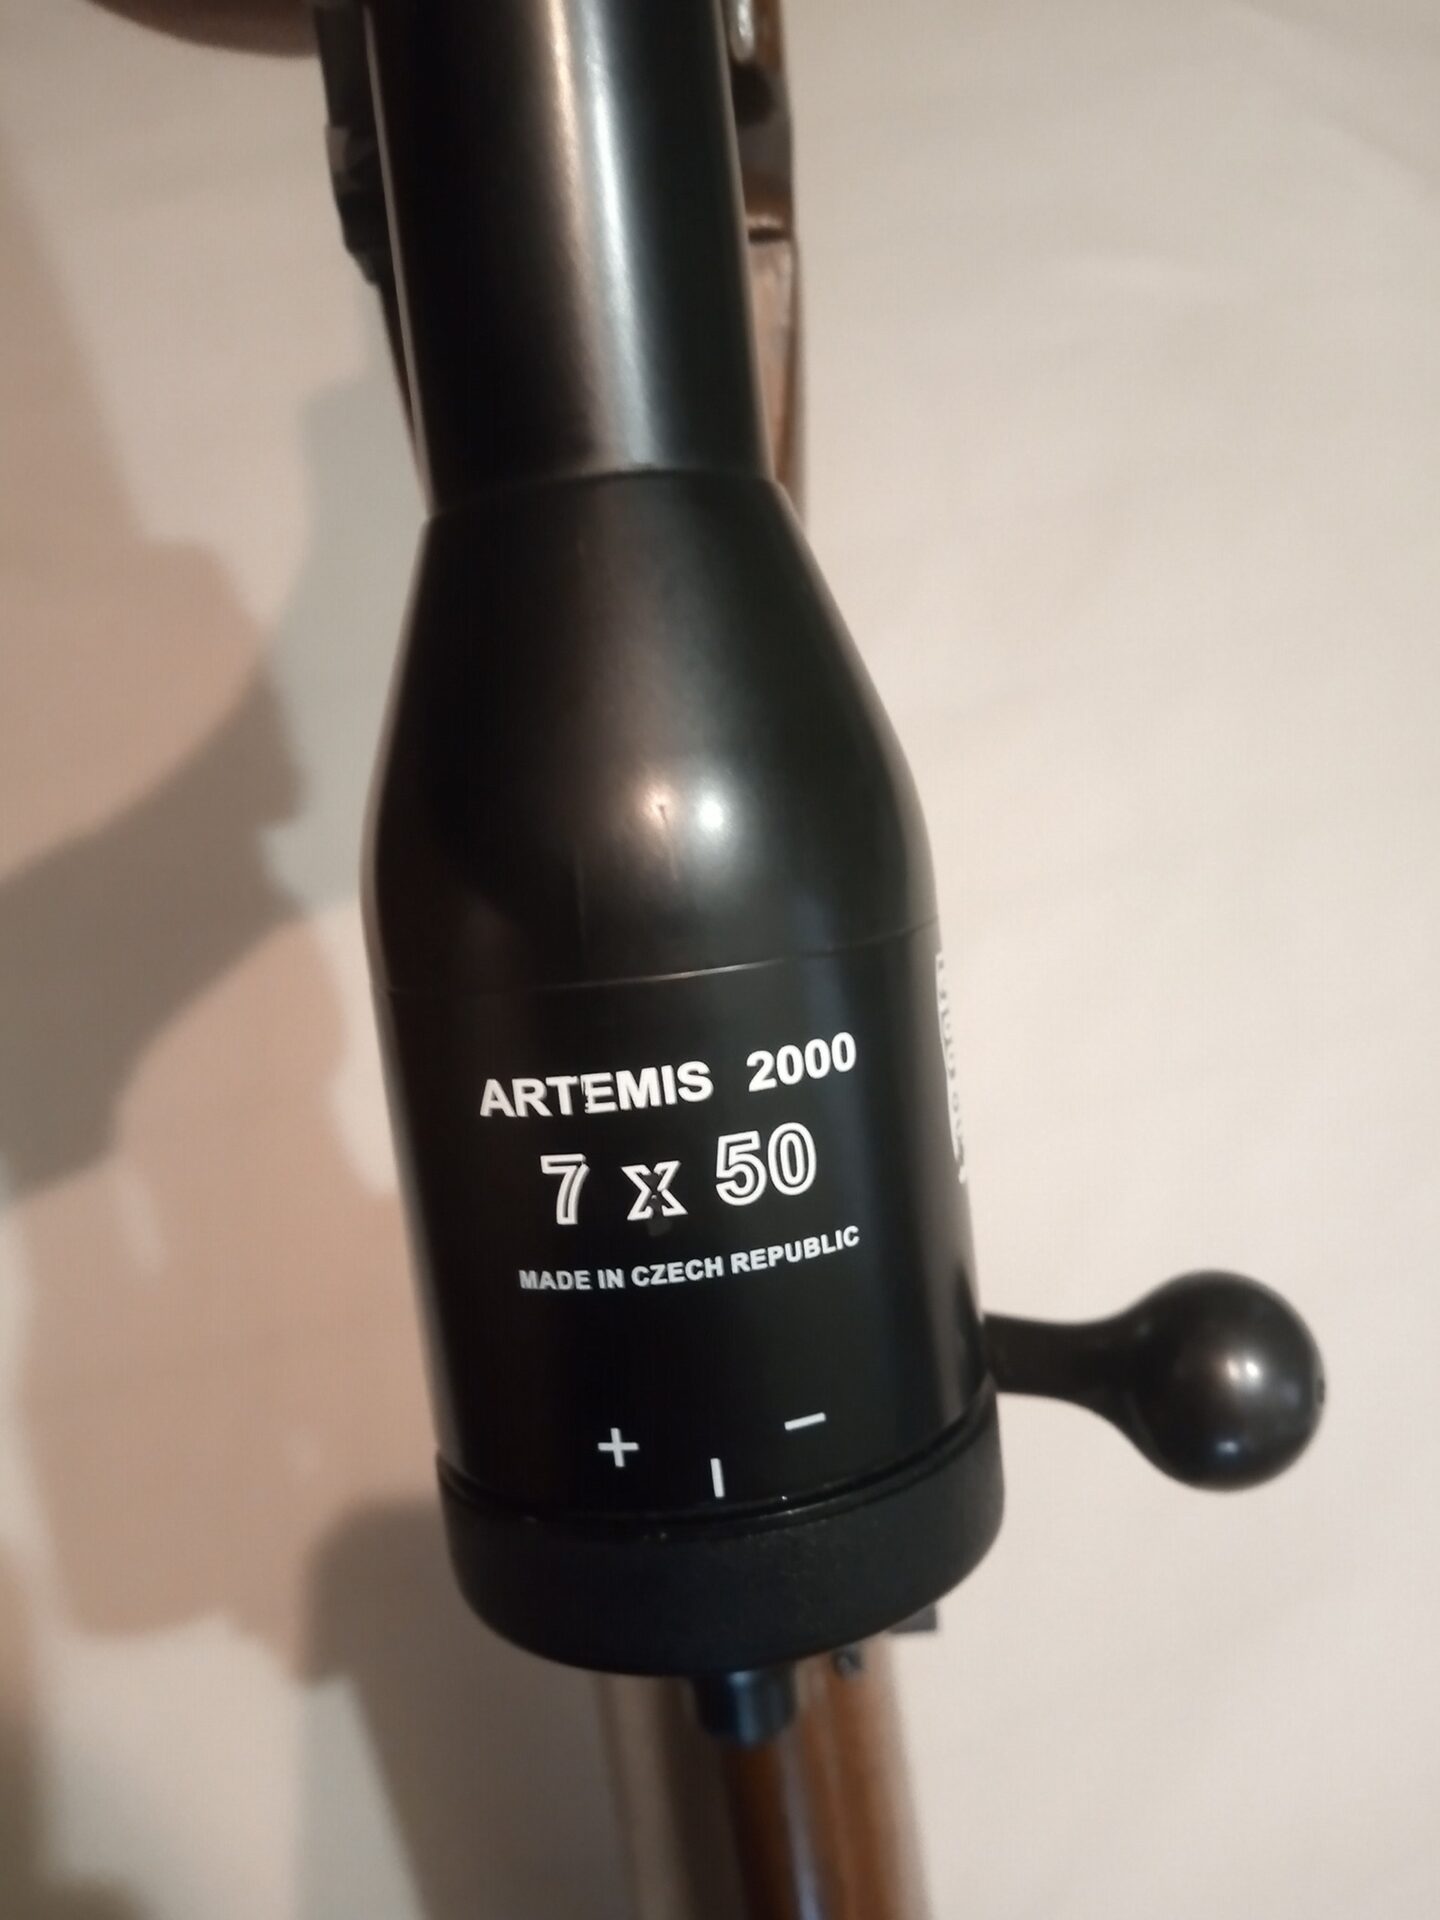 ARTEMIS 2000
7 x 50
MADE IN CZECH REPUBLIC
+ | −